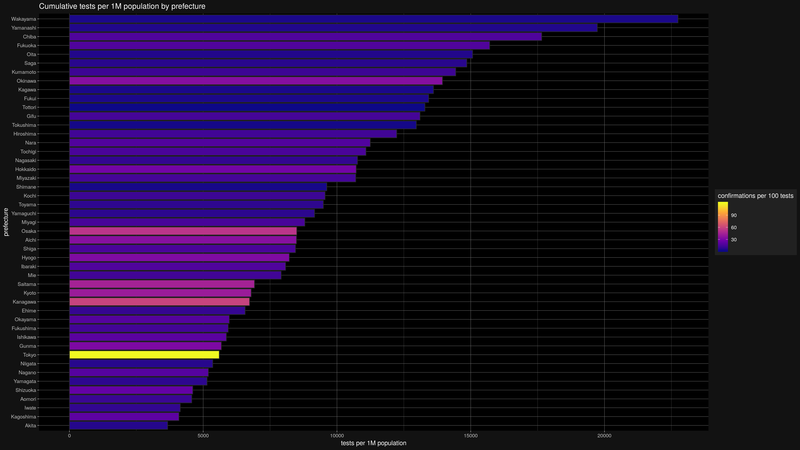 Cumulative tests per 1M population by prefecture
Wakayama
Yamanashi
Chiba
Fukuoka
Oita
Saga
Kumamoto
Okinawa
Kagawa
Fukui
Tottori
Gifu
Tokushima
Hiroshima
Nara
Tochigi
Nagasaki
Hokkaido
Miyazaki
Shimane
Kochi
Toyama
Yamaguchi
Miyagi
Osaka
Aichi
Shiga
Hyogo
Ibaraki
Mie
Saitama
Kyoto
Kanagawa
Ehime
Okayama
Fukushima
Ishikawa
Gunma
Tokyo
Niigata
Nagano
Yamagata
Shizuoka
Aomori
Iwate
Kagoshima
Akita
prefecture
0 5000 10000 15000 20000
tests per 1M population
confirmations per 100 tests
90
60
30